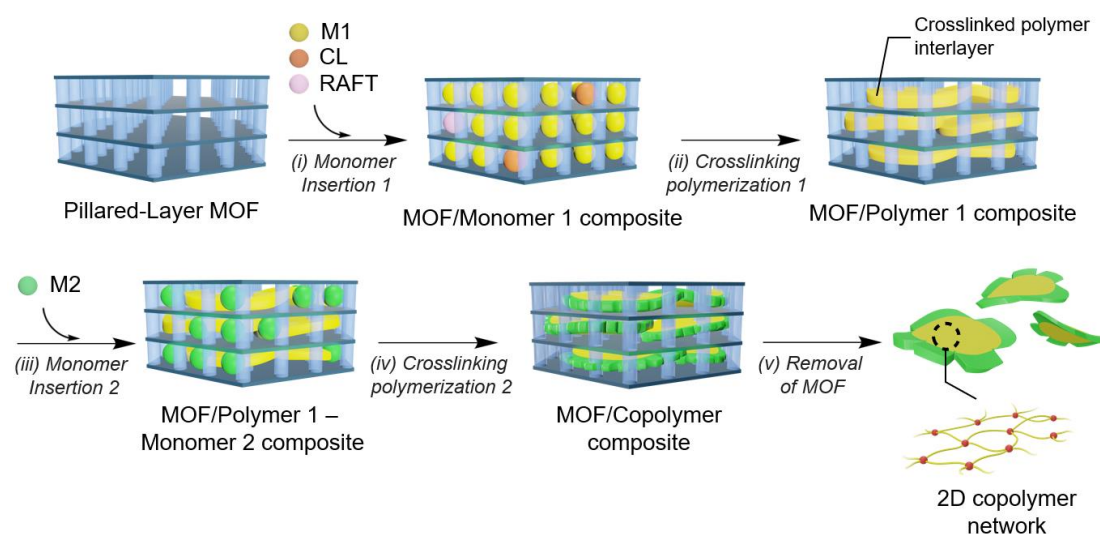 M1
CL
RAFT
Crosslinked polymer
interlayer
(i) Monomer
Insertion 1
(ii) Crosslinking
polymerization 1
Pillared-Layer MOF
MOF/Monomer 1 composite
MOF/Polymer 1 composite
M2
(iii) Monomer
Insertion 2
(iv) Crosslinking
polymerization 2
(v) Removal
of MOF
MOF/Polymer 1 –
Monomer 2 composite
MOF/Copolymer
composite
2D copolymer
network